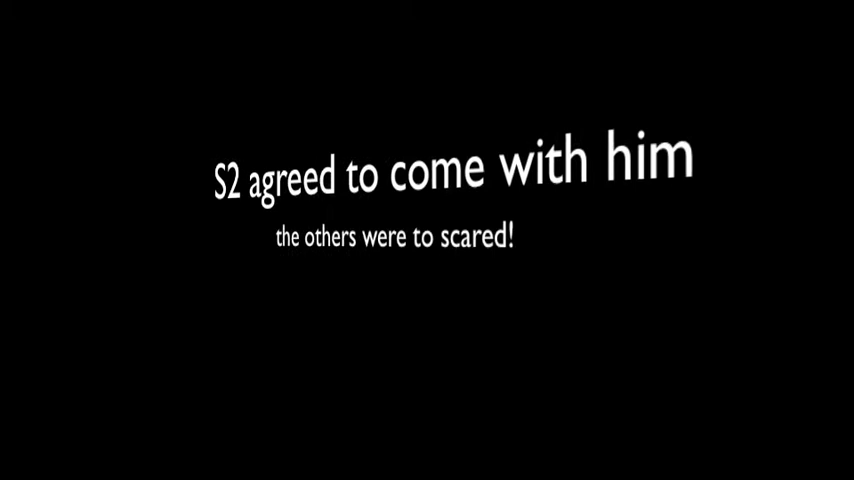 S2 agreed to come with him
the others were to scared!